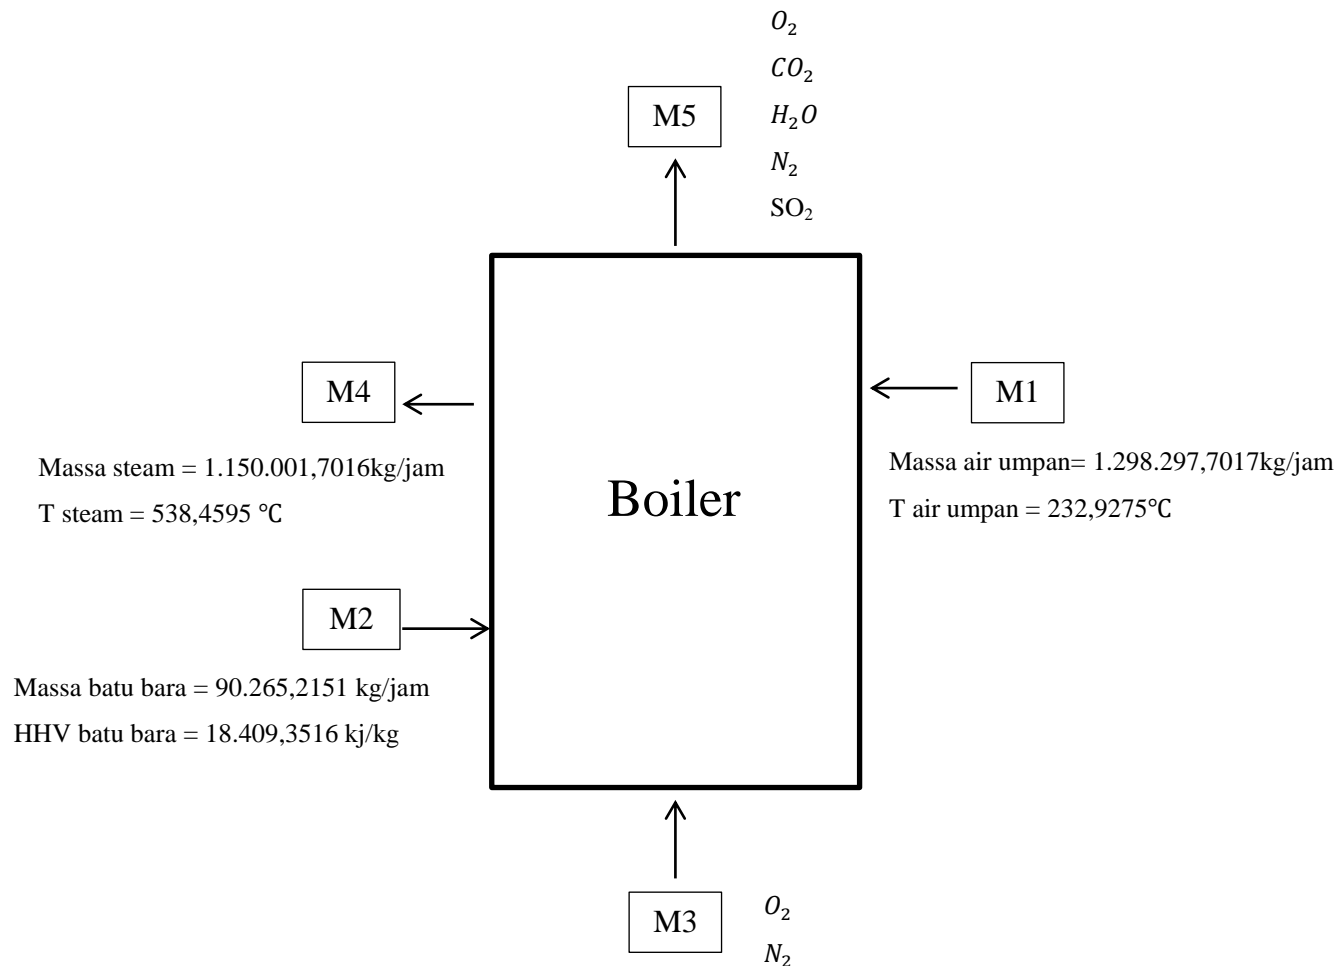 O₂
CO₂
M5
H₂O
N₂
SO₂
M4
M1
Massa steam = 1.150.001,7016kg/jam
T steam = 538,4595 ℃
Boiler
Massa air umpan= 1.298.297,7017kg/jam
T air umpan = 232,9275℃
M2
Massa batu bara = 90.265,2151 kg/jam
HHV batu bara = 18.409,3516 kj/kg
M3
O₂
N₂